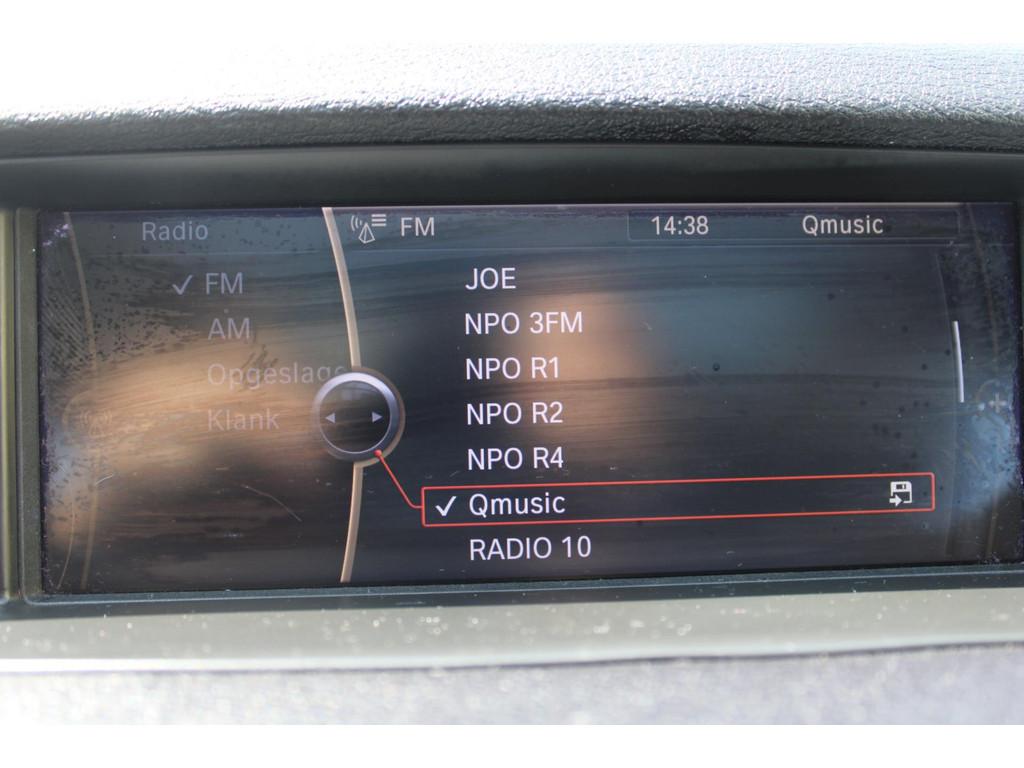 Radio
FM
AM
Opgeslage
Klank
FM 14:38 Qmusic
JOE
NPO 3FM
NPO R1
NPO R2
NPO R4
✓ Qmusic
RADIO 10